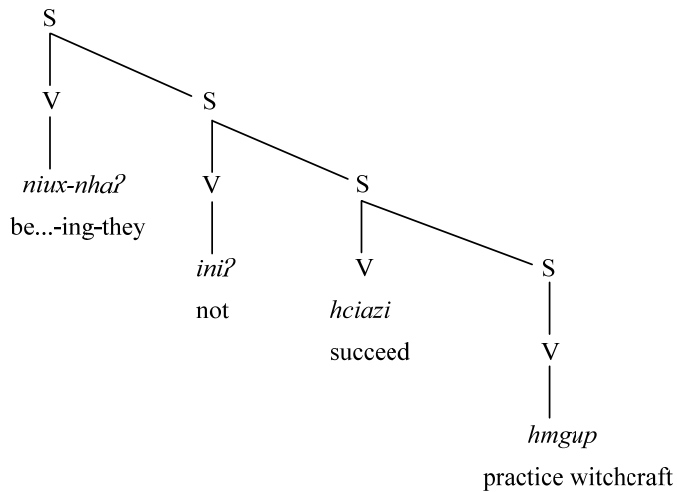 S
V S
niux-nhaʔ V S
be...-ing-they
iniʔ V S
not hciazi
succeed V
hmgup
practice witchcraft